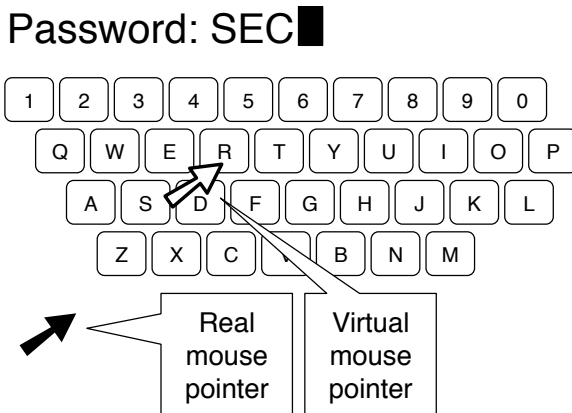 Password: SEC
1 2 3 4 5 6 7 8 9 0
Q W E R T Y U I O P
A S D F G H J K L
Z X C V B N M
Real mouse pointer
Virtual mouse pointer